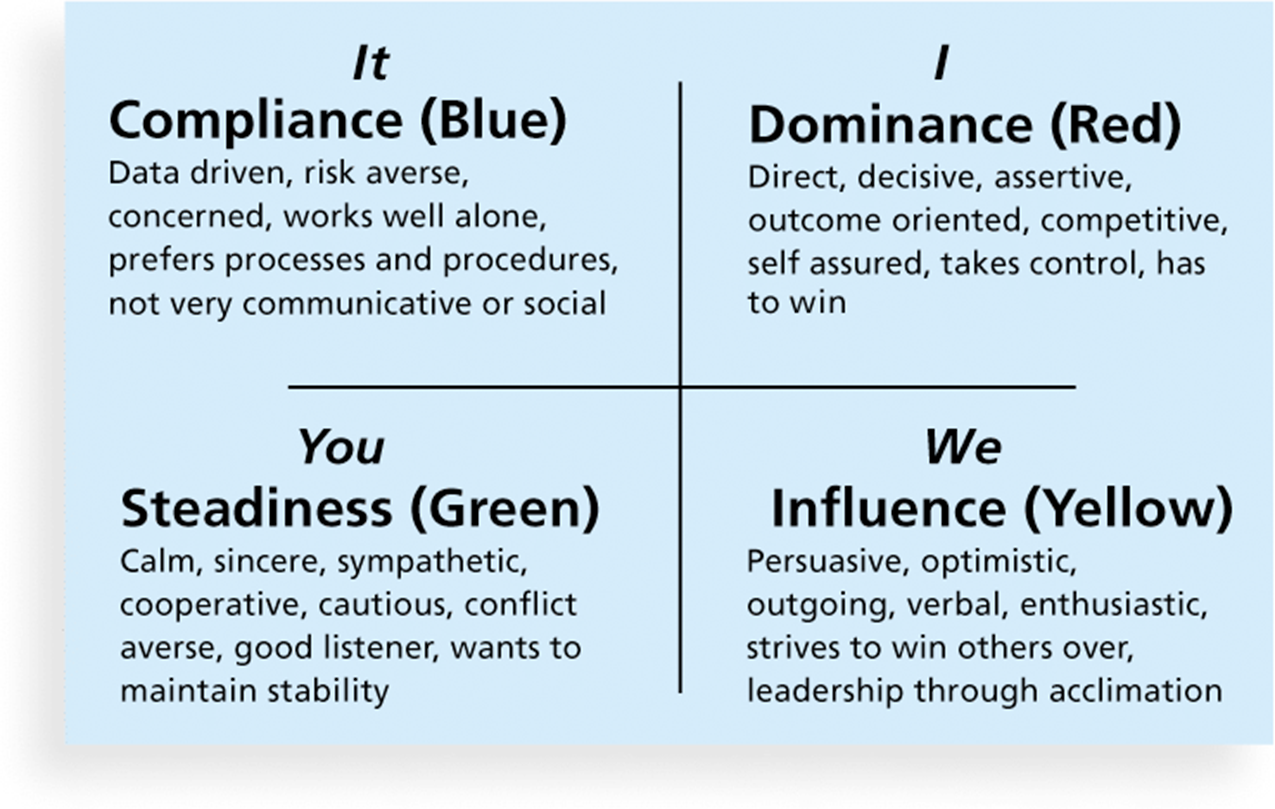 It
Compliance (Blue)
Data driven, risk averse,
concerned, works well alone,
prefers processes and procedures,
not very communicative or social
I
Dominance (Red)
Direct, decisive, assertive,
outcome oriented, competitive,
self assured, takes control, has
to win
You
Steadiness (Green)
Calm, sincere, sympathetic,
cooperative, cautious, conflict
averse, good listener, wants to
maintain stability
We
Influence (Yellow)
Persuasive, optimistic,
outgoing, verbal, enthusiastic,
strives to win others over,
leadership through acclimation